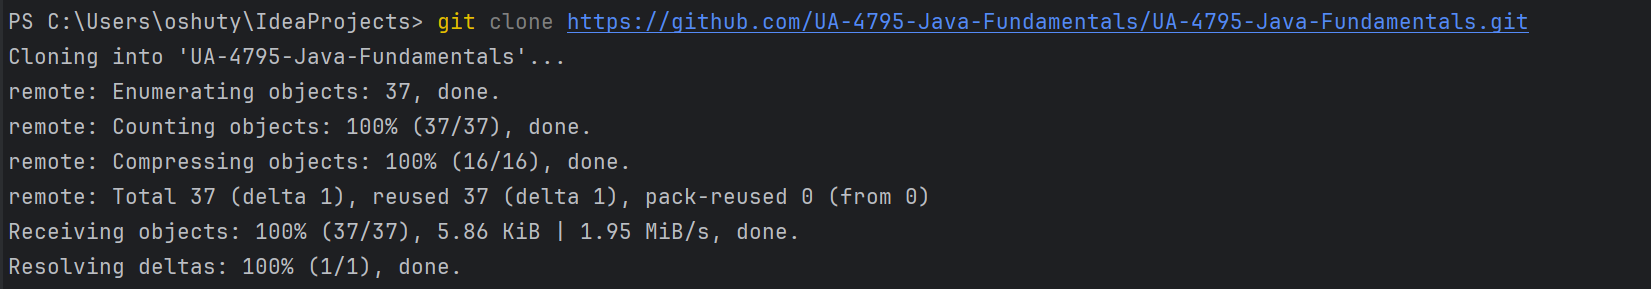 PS C:\Users\oshuty\IdeaProjects> git clone https://github.com/UA-4795-Java-Fundamentals/UA-4795-Java-Fundamentals.git
Cloning into 'UA-4795-Java-Fundamentals'...
remote: Enumerating objects: 37, done.
remote: Counting objects: 100% (37/37), done.
remote: Compressing objects: 100% (16/16), done.
remote: Total 37 (delta 1), reused 37 (delta 1), pack-reused 0 (from 0)
Receiving objects: 100% (37/37), 5.86 KiB | 1.95 MiB/s, done.
Resolving deltas: 100% (1/1), done.